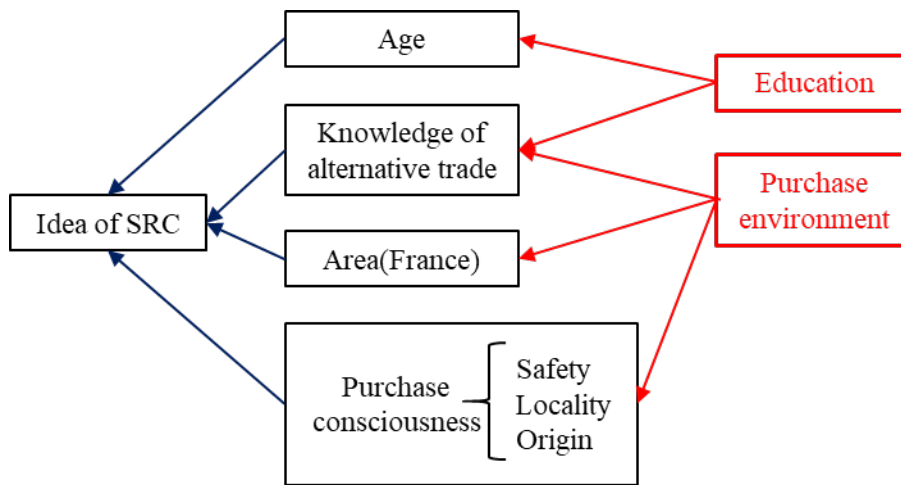 Age
Education
Knowledge of
alternative trade
Purchase
environment
Idea of SRC
Area(France)
Purchase
consciousness
Safety
Locality
Origin